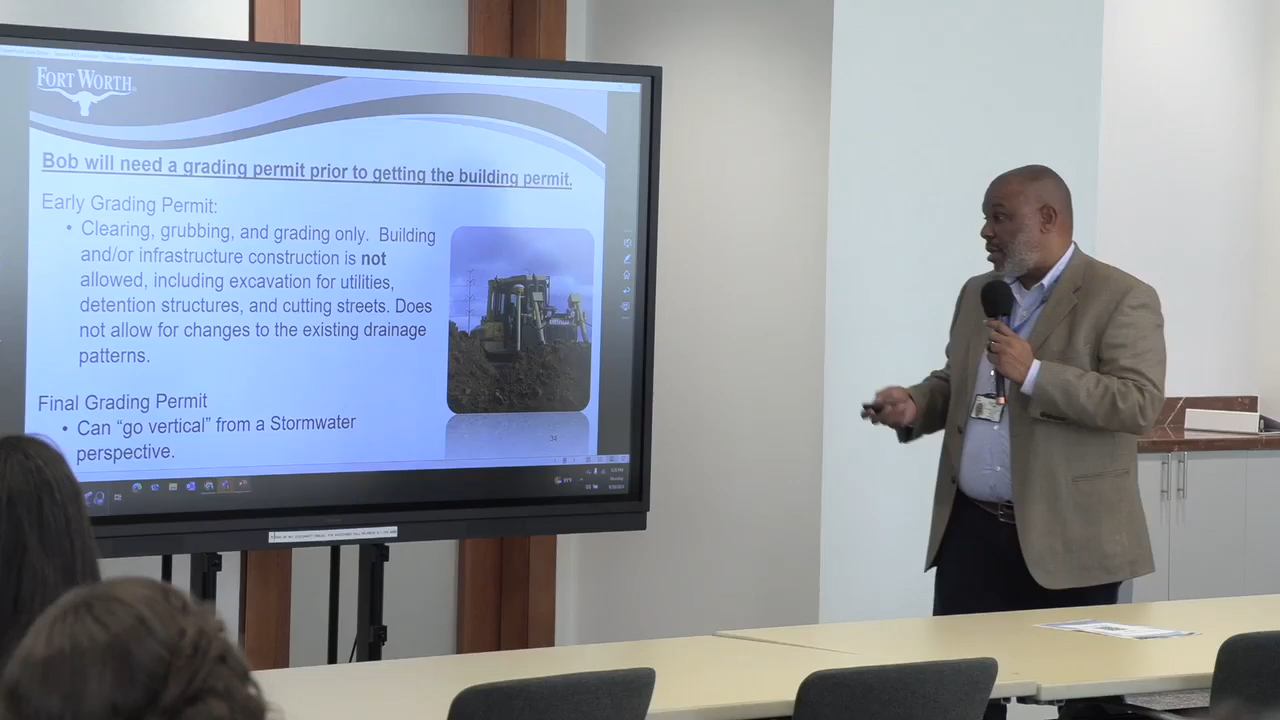 FORT WORTH
Bob will need a grading permit prior to getting the building permit.
Early Grading Permit:
• Clearing, grubbing, and grading only. Building
and/or infrastructure construction is not
allowed, including excavation for utilities,
detention structures, and cutting streets. Does
not allow for changes to the existing drainage
patterns.
Final Grading Permit
• Can “go vertical” from a Stormwater
perspective.
34